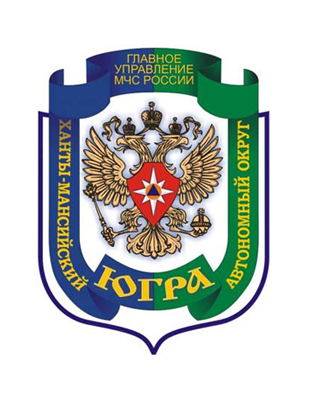 ГЛАВНОЕ
УПРАВЛЕНИЕ
МЧС РОССИИ
ХАНТЫ-МАНСИЙСКИЙ
АВТОНОМНЫЙ ОКРУГ
ЮГРА